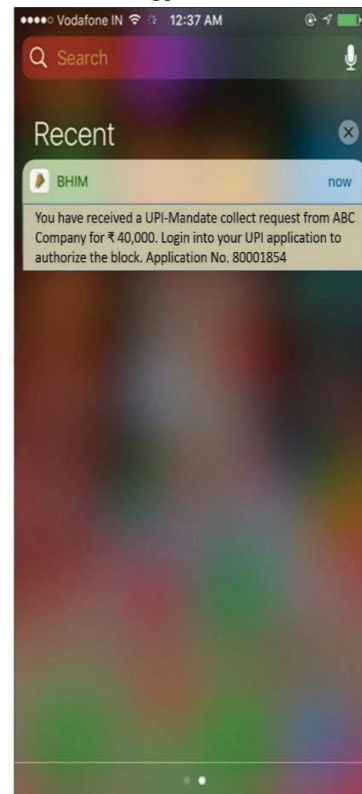 Vodafone IN 12:37 AM
Search
Recent
BHIM now
You have received a UPI-Mandate collect request from ABC
Company for ₹ 40,000. Login into your UPI application to
authorize the block. Application No. 80001854